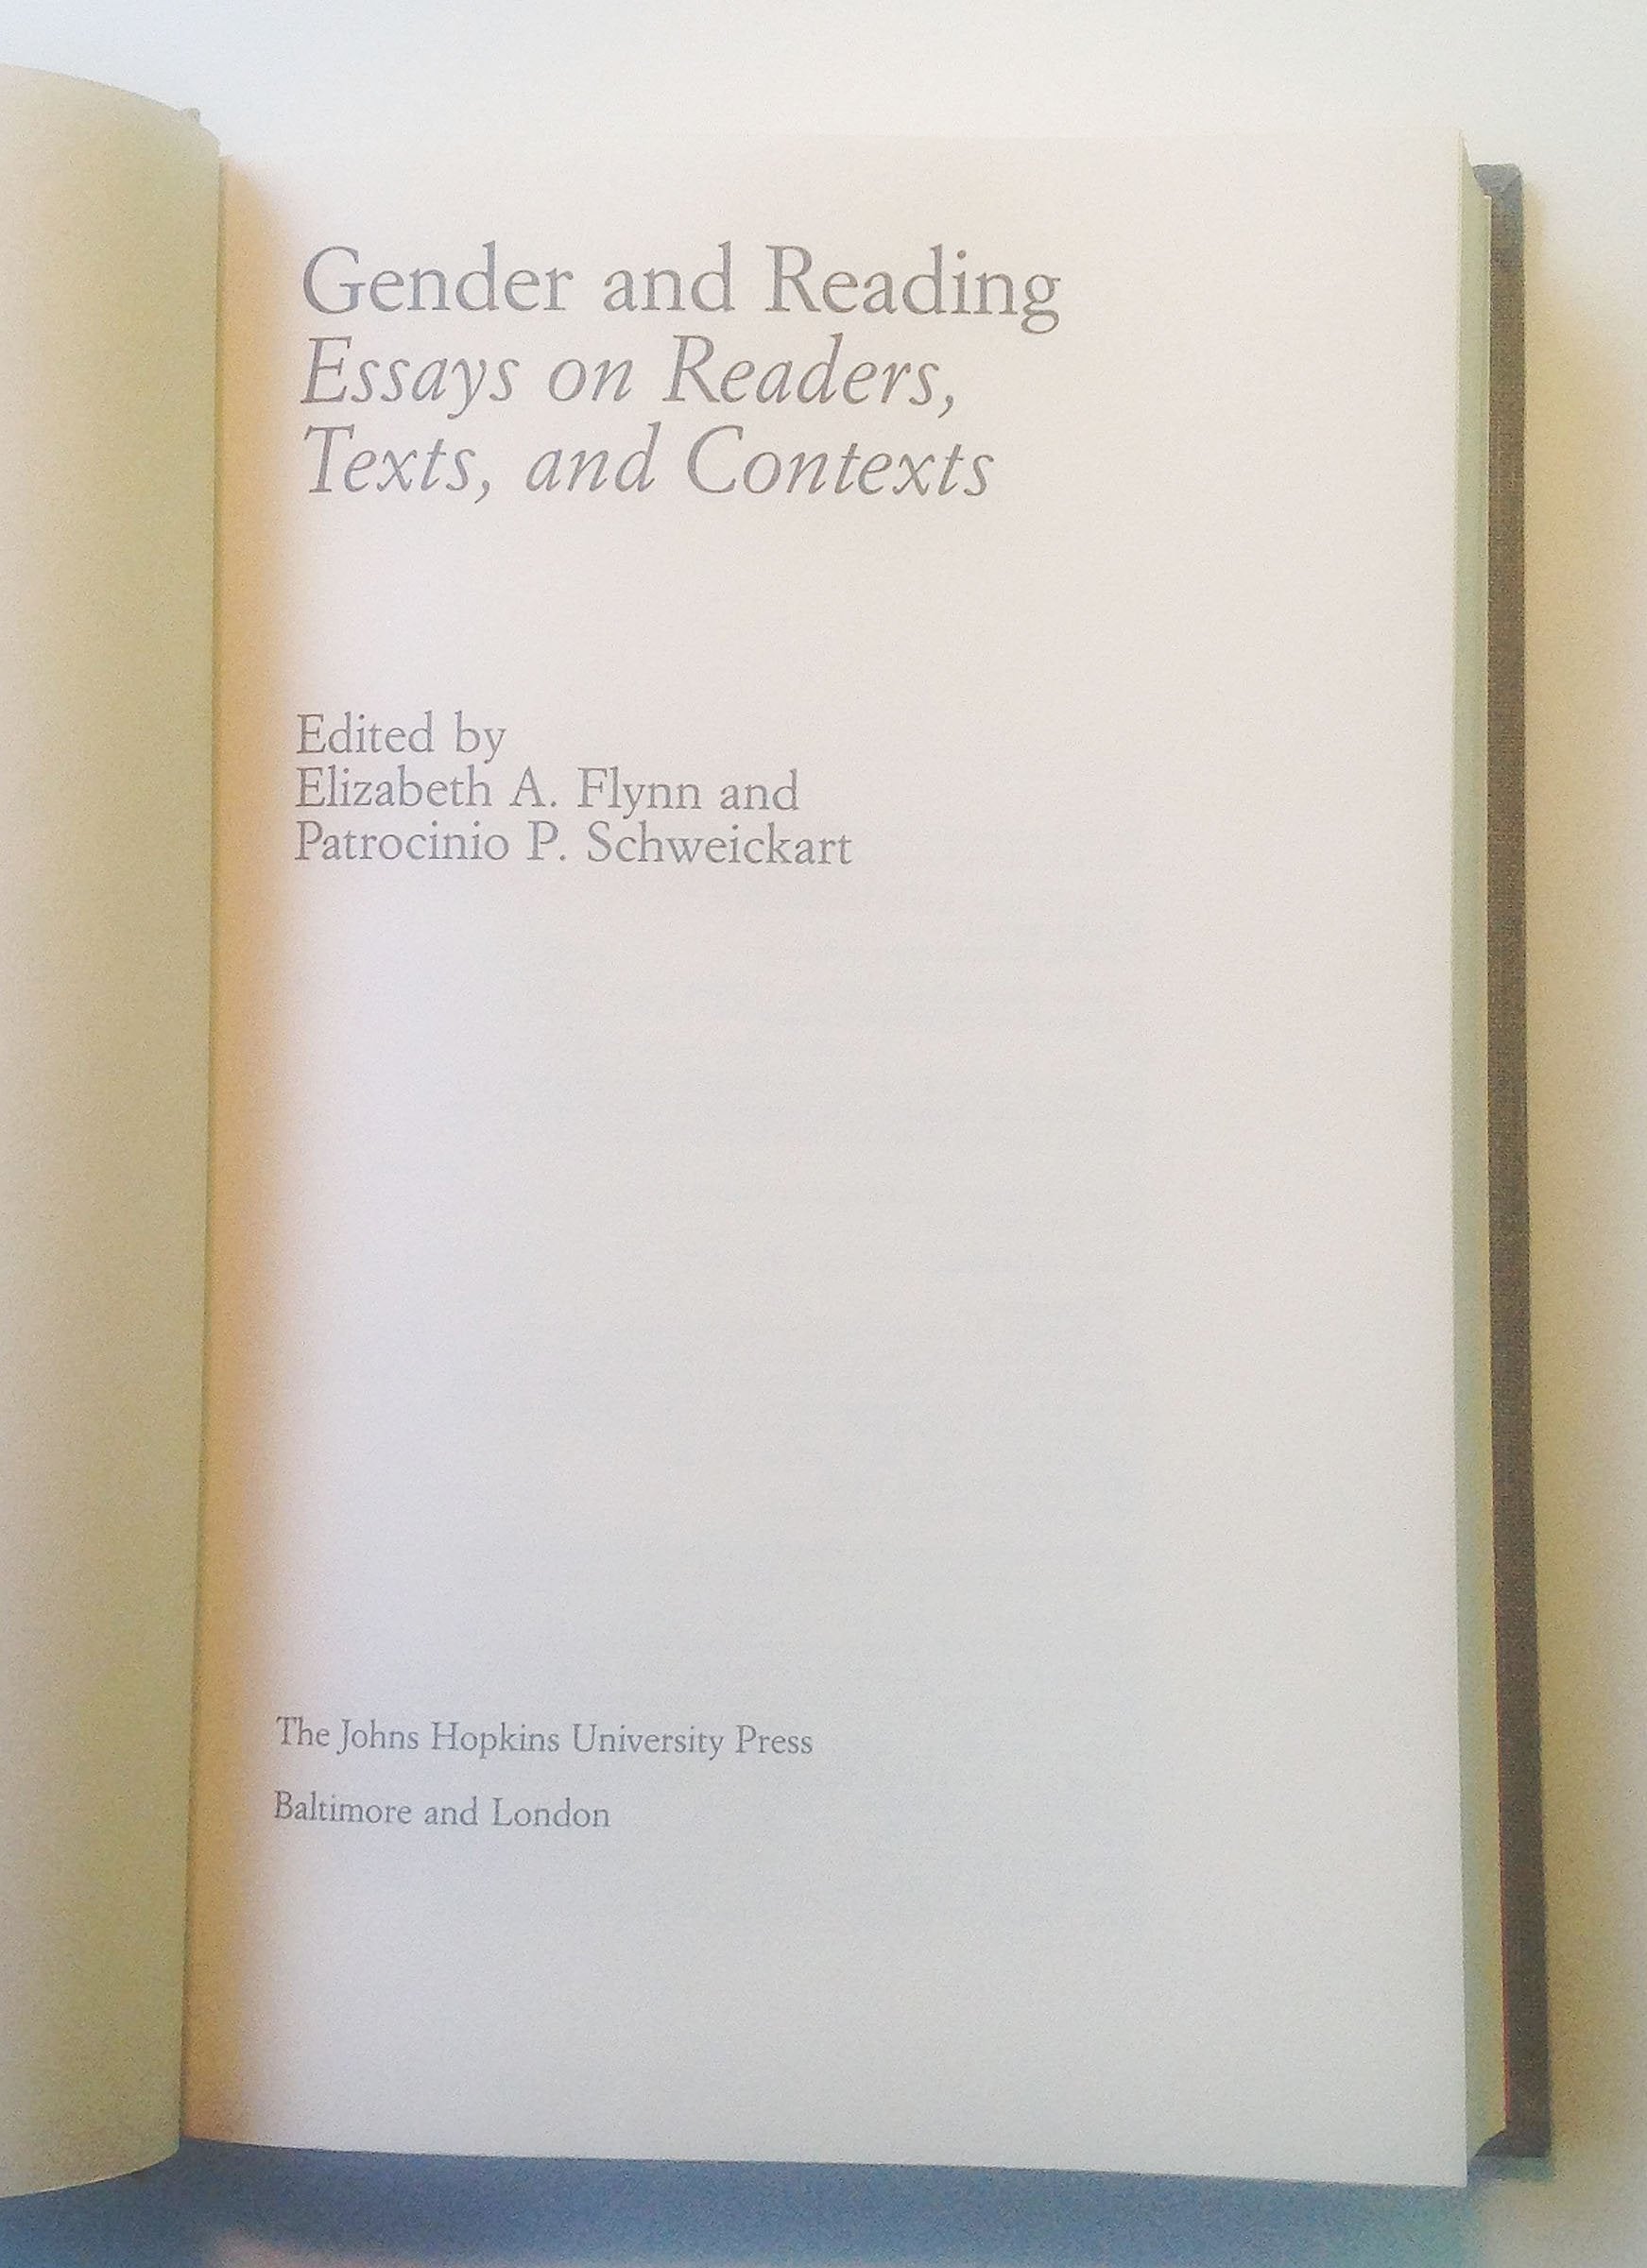 Gender and Reading
Essays on Readers,
Texts, and Contexts
Edited by
Elizabeth A. Flynn and
Patrocinio P. Schweickart
The Johns Hopkins University Press
Baltimore and London